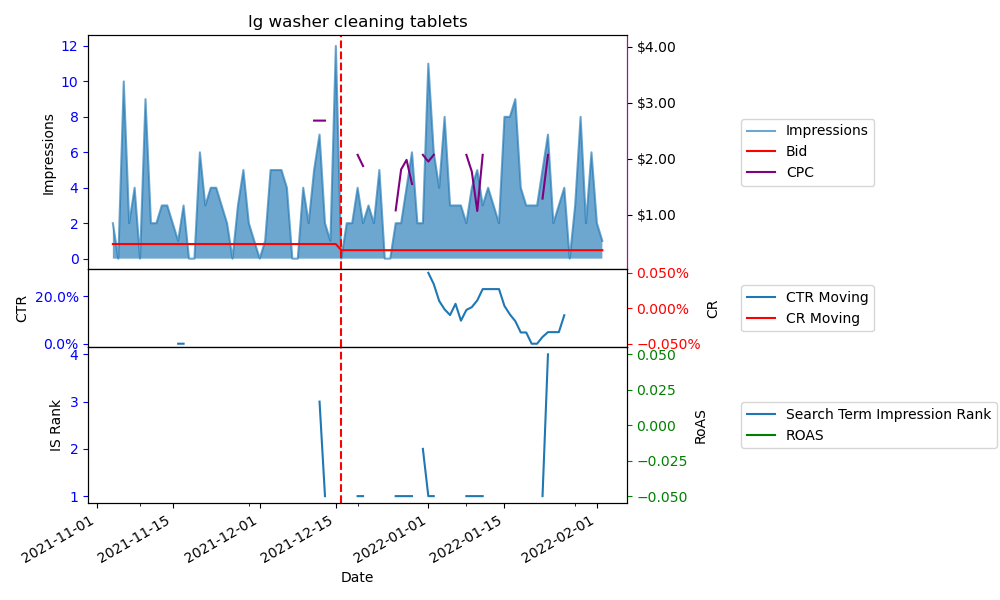 lg washer cleaning tablets
12
10
8
6
4
2
0
Impressions
$4.00
$3.00
$2.00
$1.00
Impressions
Bid
CPC
20.0%
0.0%
CTR
0.050%
0.000%
−0.050%
CR
CTR Moving
CR Moving
4
3
2
1
IS Rank
0.050
0.025
0.000
−0.025
−0.050
RoAS
Search Term Impression Rank
ROAS
2021-11-01
2021-11-15
2021-12-01
2021-12-15
2022-01-01
2022-01-15
2022-02-01
Date